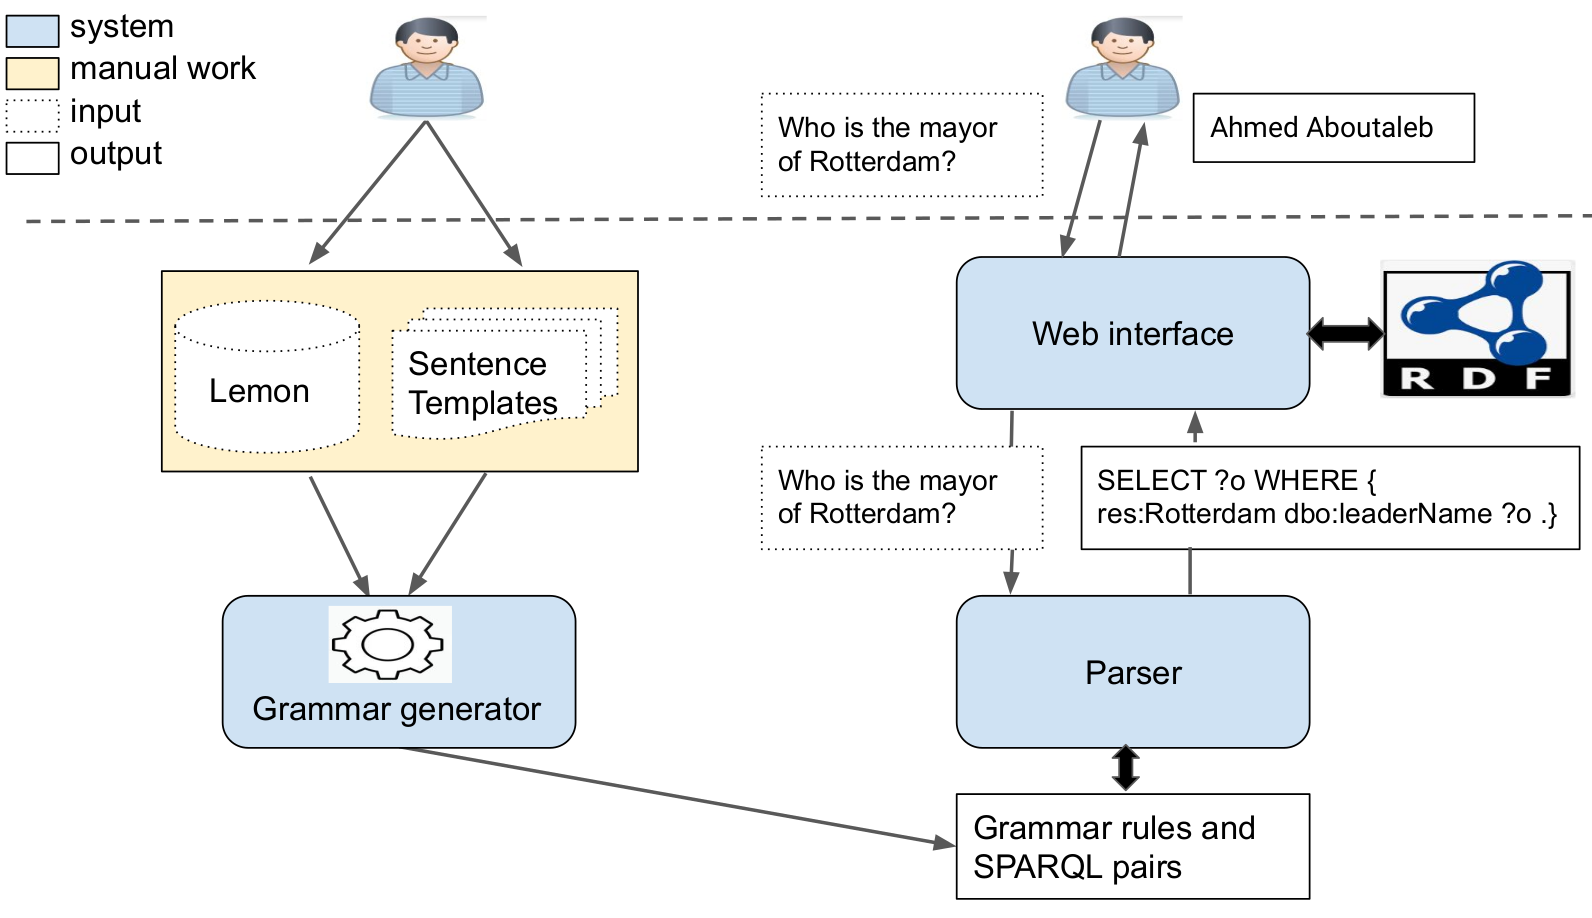 system
manual work
input
output
Who is the mayor
of Rotterdam?
Ahmed Aboutaleb
Lemon
Sentence
Templates
Web interface
RDF
Who is the mayor
of Rotterdam?
SELECT ?o WHERE {
res:Rotterdam dbo:leaderName ?o .}
Grammar generator
Parser
Grammar rules and
SPARQL pairs